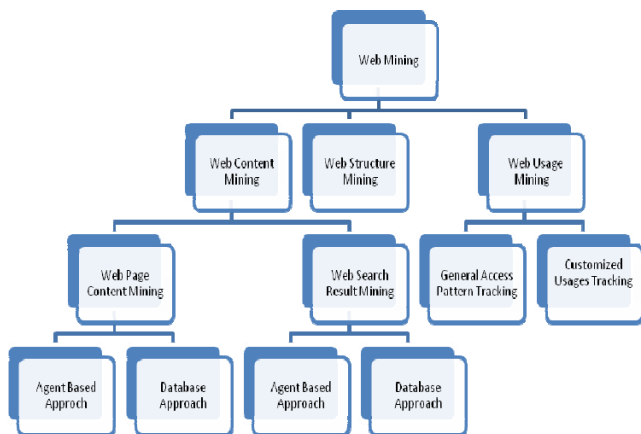 Web Mining
Web Content
Mining
Web Structure
Mining
Web Usage
Mining
Web Page
Content Mining
Web Search
Result Mining
General Access
Pattern Tracking
Customized
Usages Tracking
Agent Based
Approch
Database
Approach
Agent Based
Approach
Database
Approach